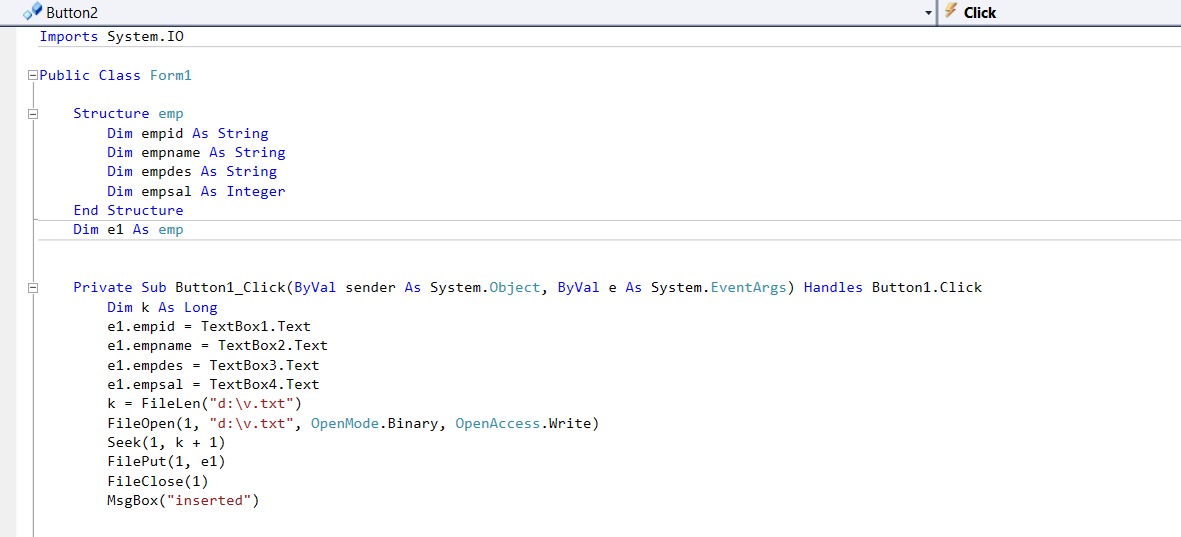 Button2 Click
Imports System.IO
Public Class Form1
Structure emp
Dim empid As String
Dim empname As String
Dim empdes As String
Dim empsal As Integer
End Structure
Dim e1 As emp
Private Sub Button1_Click(ByVal sender As System.Object, ByVal e As System.EventArgs) Handles Button1.Click
Dim k As Long
e1.empid = TextBox1.Text
e1.empname = TextBox2.Text
e1.empdes = TextBox3.Text
e1.empsal = TextBox4.Text
k = FileLen("d:\v.txt")
FileOpen(1, "d:\v.txt", OpenMode.Binary, OpenAccess.Write)
Seek(1, k + 1)
FilePut(1, e1)
FileClose(1)
MsgBox("inserted")